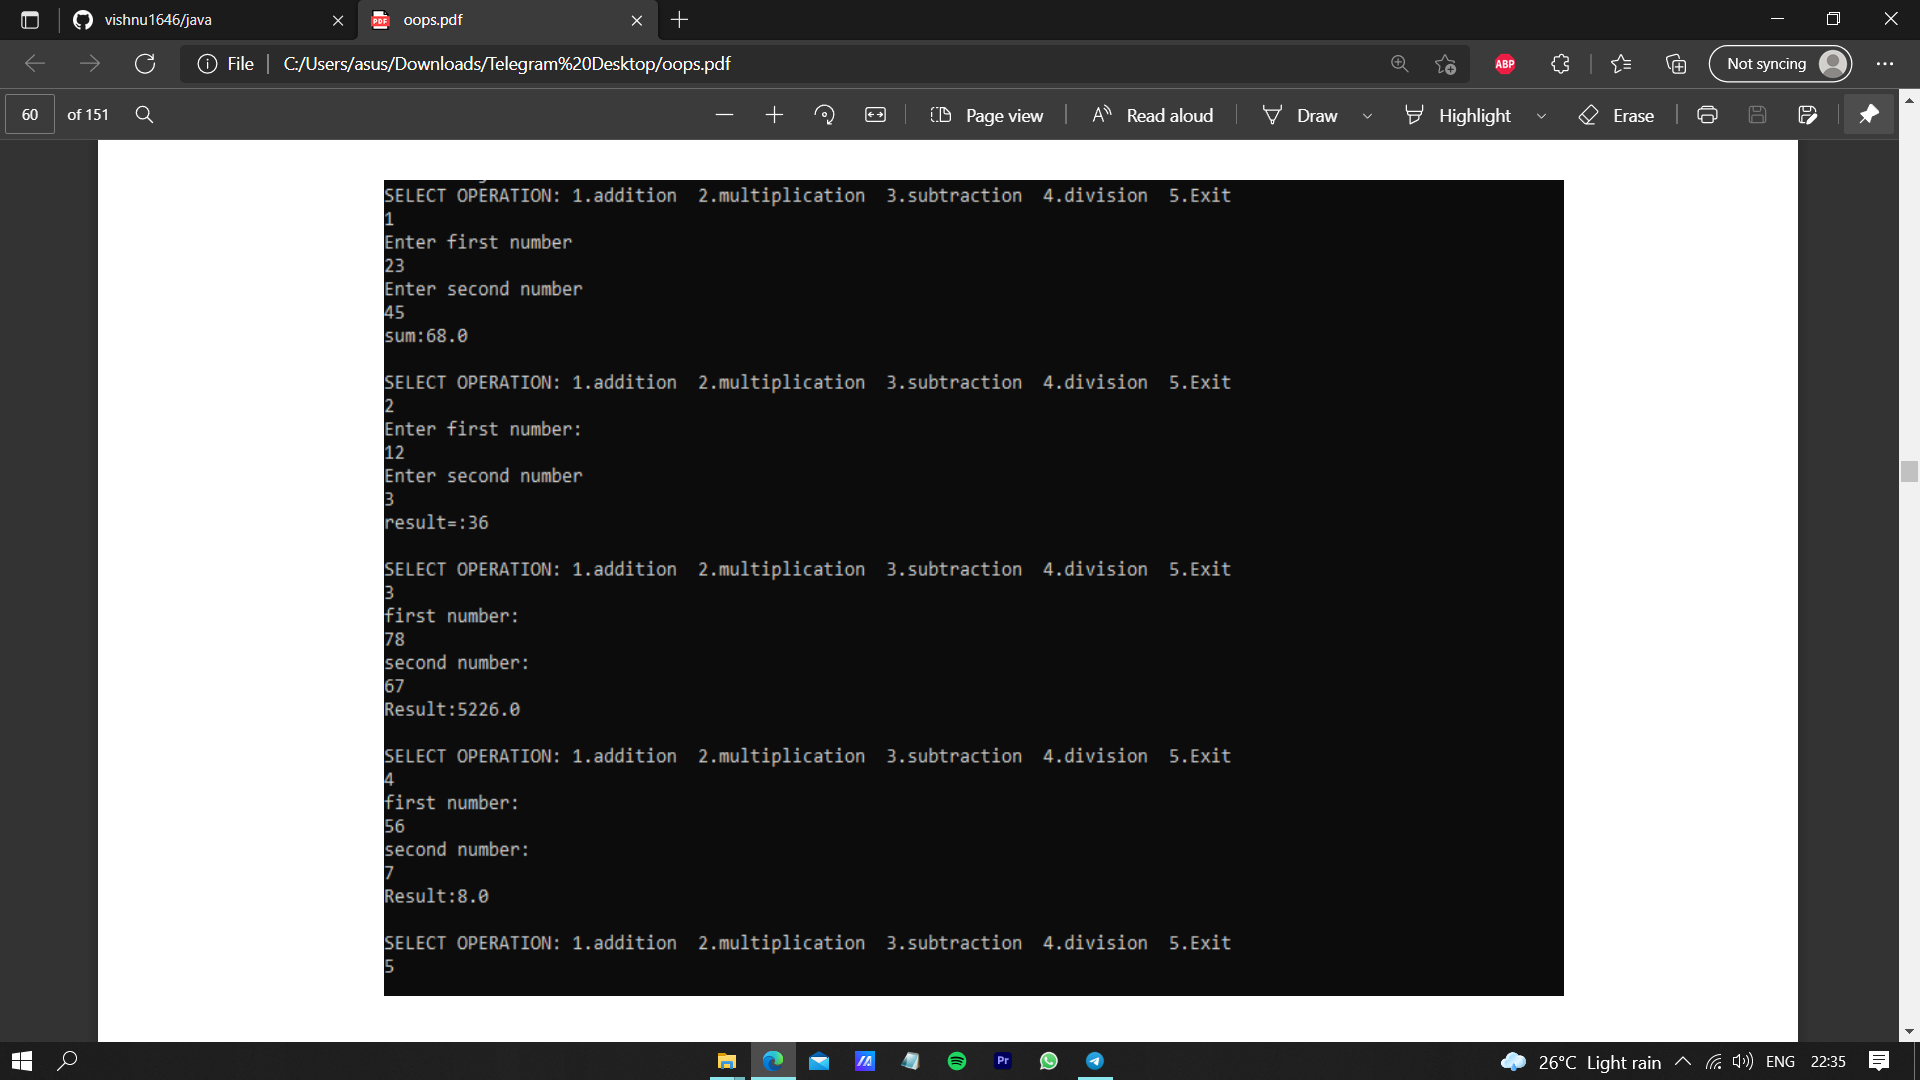 vishnu1646/java
oops.pdf
File
C:/Users/asus/Downloads/Telegram%20Desktop/oops.pdf
ABP
Not syncing
60 of 151
Page view
Read aloud
Draw
Highlight
Erase
SELECT OPERATION: 1.addition 2.multiplication 3.subtraction 4.division 5.Exit
1
Enter first number
23
Enter second number
45
sum:68.0
SELECT OPERATION: 1.addition 2.multiplication 3.subtraction 4.division 5.Exit
2
Enter first number:
12
Enter second number
3
result=:36
SELECT OPERATION: 1.addition 2.multiplication 3.subtraction 4.division 5.Exit
3
first number:
78
second number:
67
Result:5226.0
SELECT OPERATION: 1.addition 2.multiplication 3.subtraction 4.division 5.Exit
4
first number:
56
second number:
7
Result:8.0
SELECT OPERATION: 1.addition 2.multiplication 3.subtraction 4.division 5.Exit
5
Pr
26°C Light rain
ENG
22:35